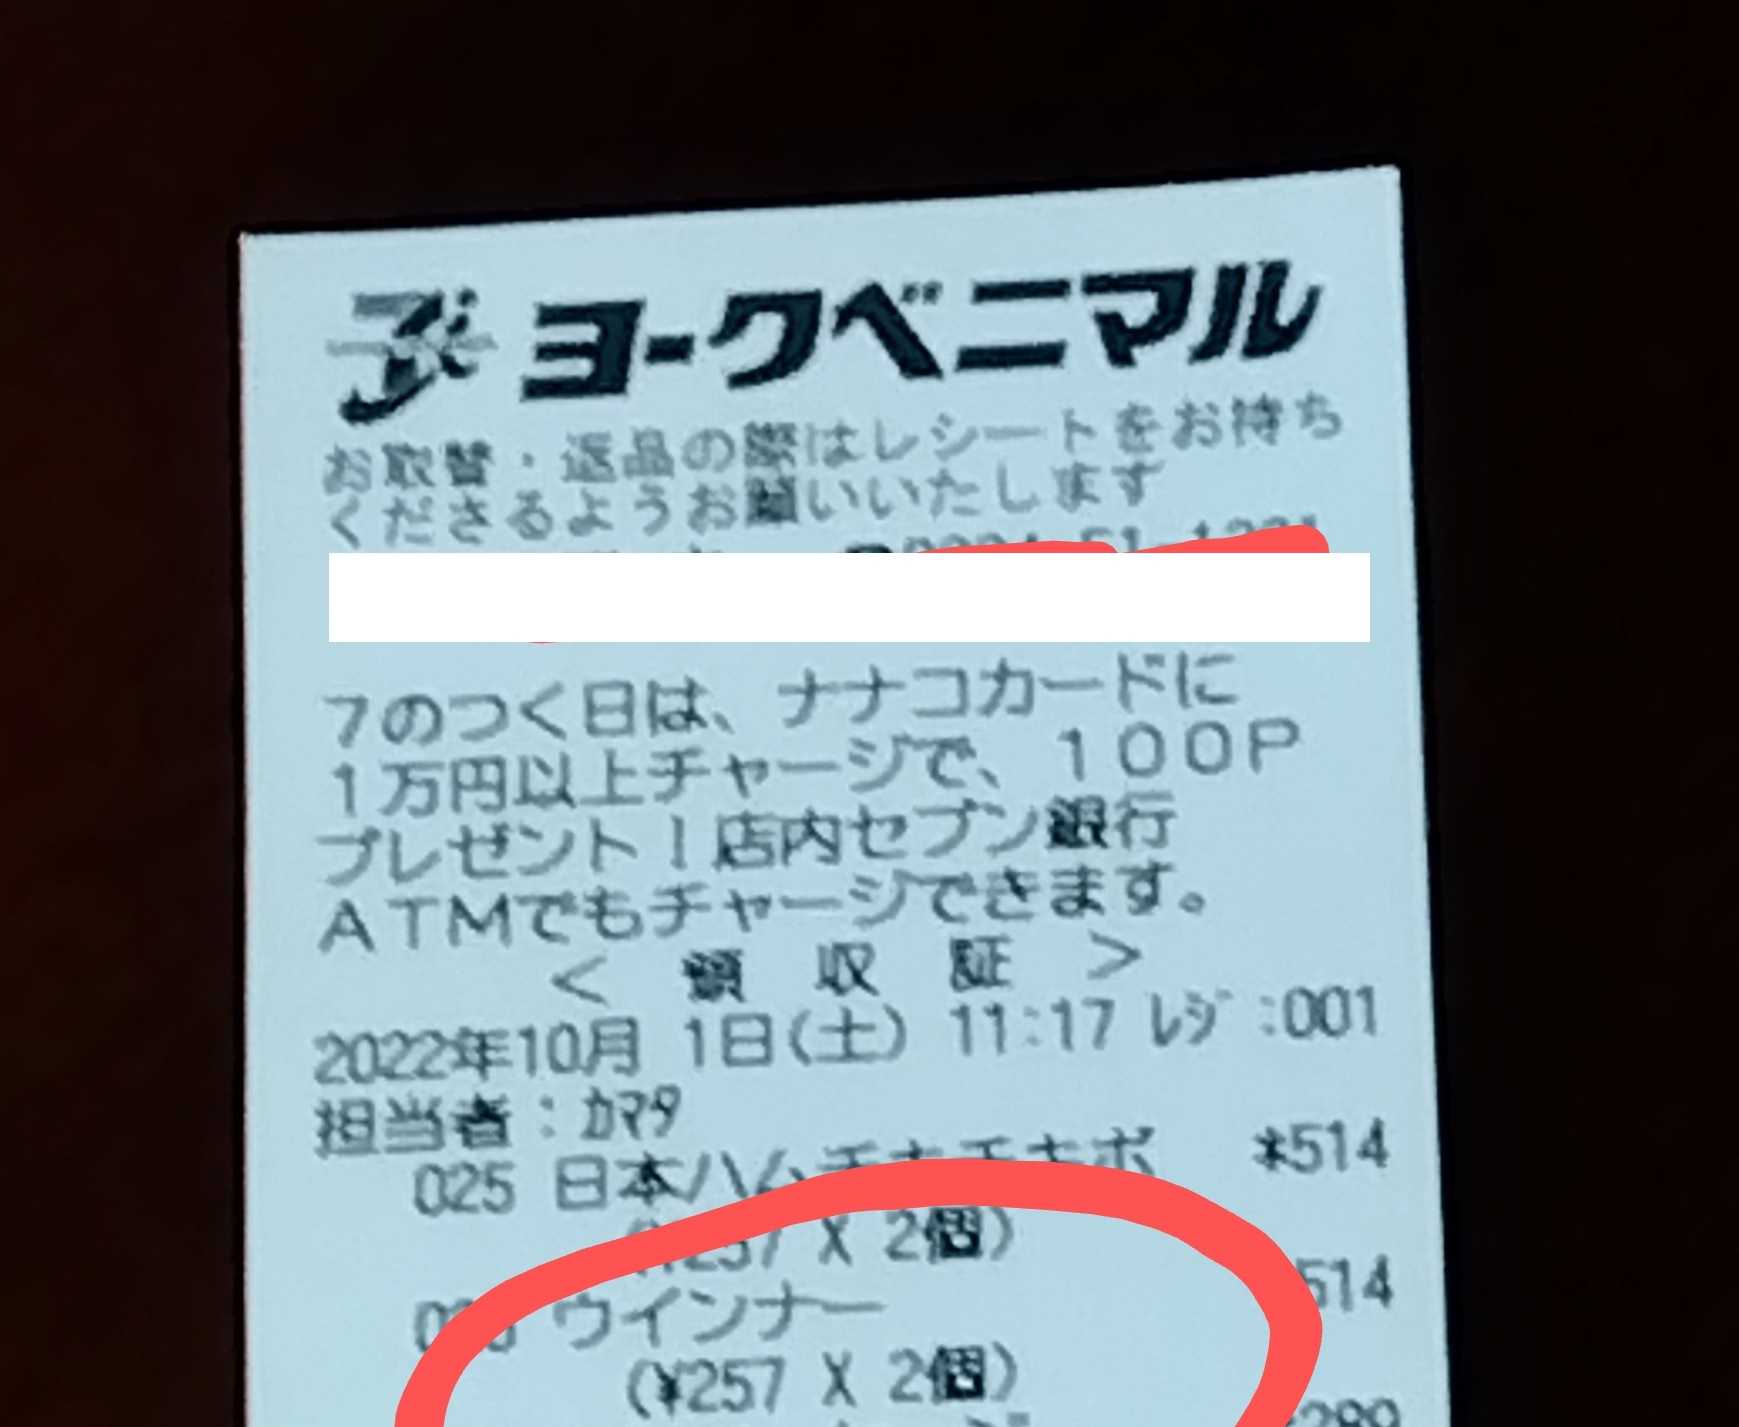 ヨークベニマル
お取替・返品の際はレシートをお持ち
くださるようお願いいたします
7のつく日は、ナナコカードに
1万円以上チャージで、100P
プレゼント！店内セブン銀行
ATMでもチャージできます。
＜ 領 収 証 ＞
2022年10月 1日(土) 11:17 ﾚｼﾞ:001
担当者：ｶﾏﾀ
025 日本ハム *514
X 2個)
ウインナー 514
(¥257 X 2個)